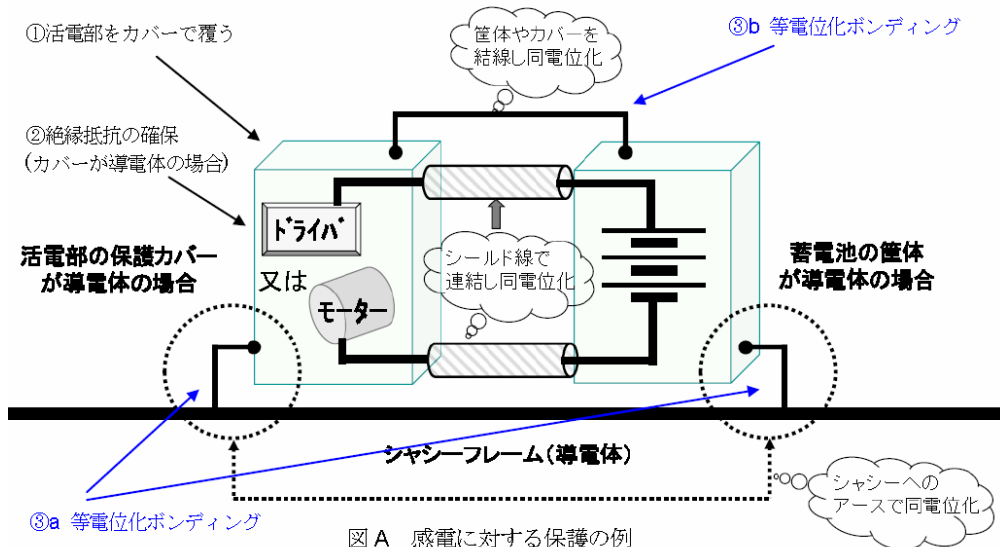 ①活電部をカバーで覆う
筐体やカバーを
結線し同電位化
③b 等電位化ボンディング
②絶縁抵抗の確保
(カバーが導電体の場合)
ドライバ
活電部の保護カバー
が導電体の場合
又は
モーター
シールド線で
連結し同電位化
蓄電池の筐体
が導電体の場合
シャシーフレーム(導電体)
シャシーへの
アースで同電位化
③a 等電位化ボンディング
図A 感電に対する保護の例